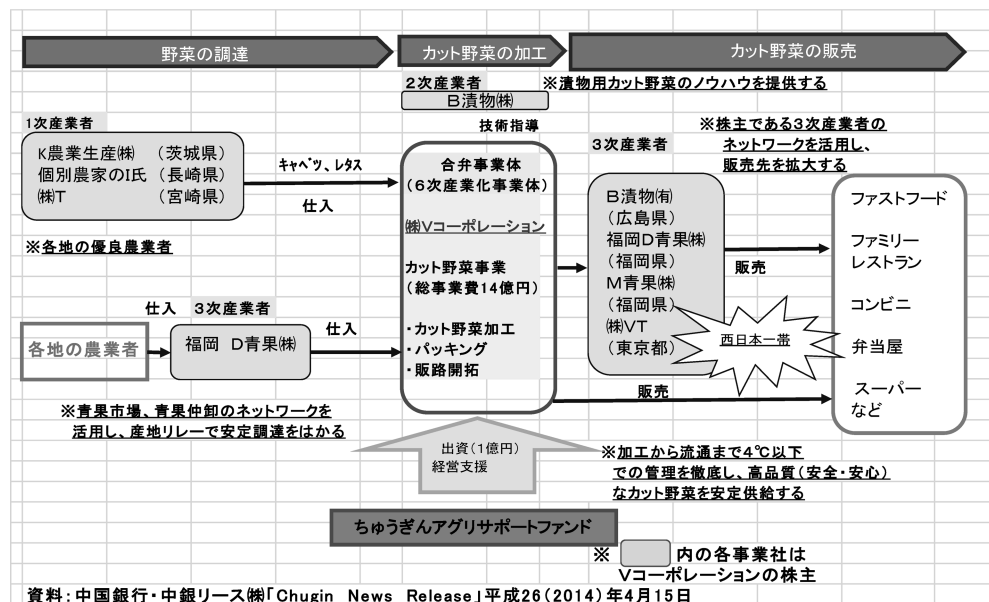 野菜の調達
カット野菜の加工
カット野菜の販売
2次産業者
B漬物㈱
※漬物用カット野菜のノウハウを提供する
技術指導
1次産業者
K農業生産㈱ (茨城県)
個別農家のI氏 (長崎県)
㈱T (宮崎県)
※各地の優良農業者
キャベツ、レタス
仕入
合弁事業体
(6次産業化事業体)
㈱Vコーポレーション
カット野菜事業
(総事業費14億円)
・カット野菜加工
・パッキング
・販路開拓
仕入
3次産業者
各地の農業者
福岡 D青果㈱
仕入
※青果市場、青果仲卸のネットワークを
活用し、産地リレーで安定調達をはかる
3次産業者
B漬物㈲
(広島県)
福岡D青果㈱
(福岡県)
M青果㈱
(福岡県)
㈱VT
(東京都)
※株主である3次産業者の
ネットワークを活用し、
販売先を拡大する
販売
西日本一帯
販売
ファストフード
ファミリー
レストラン
コンビニ
弁当屋
スーパー
など
出資(1億円)
経営支援
※加工から流通まで4℃以下
での管理を徹底し、高品質(安全・安心)
なカット野菜を安定供給する
ちゅうぎんアグリサポートファンド
※ 内の各事業社は
Vコーポレーションの株主
資料:中国銀行・中銀リース㈱「Chugin News Release」平成26(2014)年4月15日